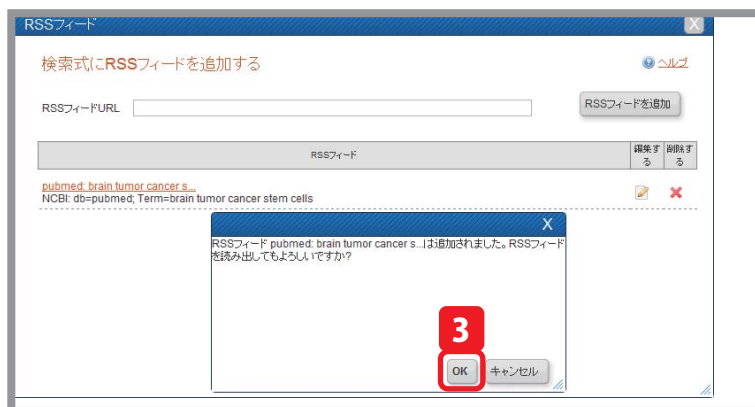 RSSフィード X
検索式にRSSフィードを追加する ヘルプ
RSSフィードURL RSSフィードを追加
RSSフィード 編集する 削除する
pubmed: brain tumor cancer s...
NCBI: db=pubmed; Term=brain tumor cancer stem cells
X
RSSフィード pubmed: brain tumor cancer s...は追加されました。RSSフィード
を読み出してもよろしいですか?
3
OK キャンセル